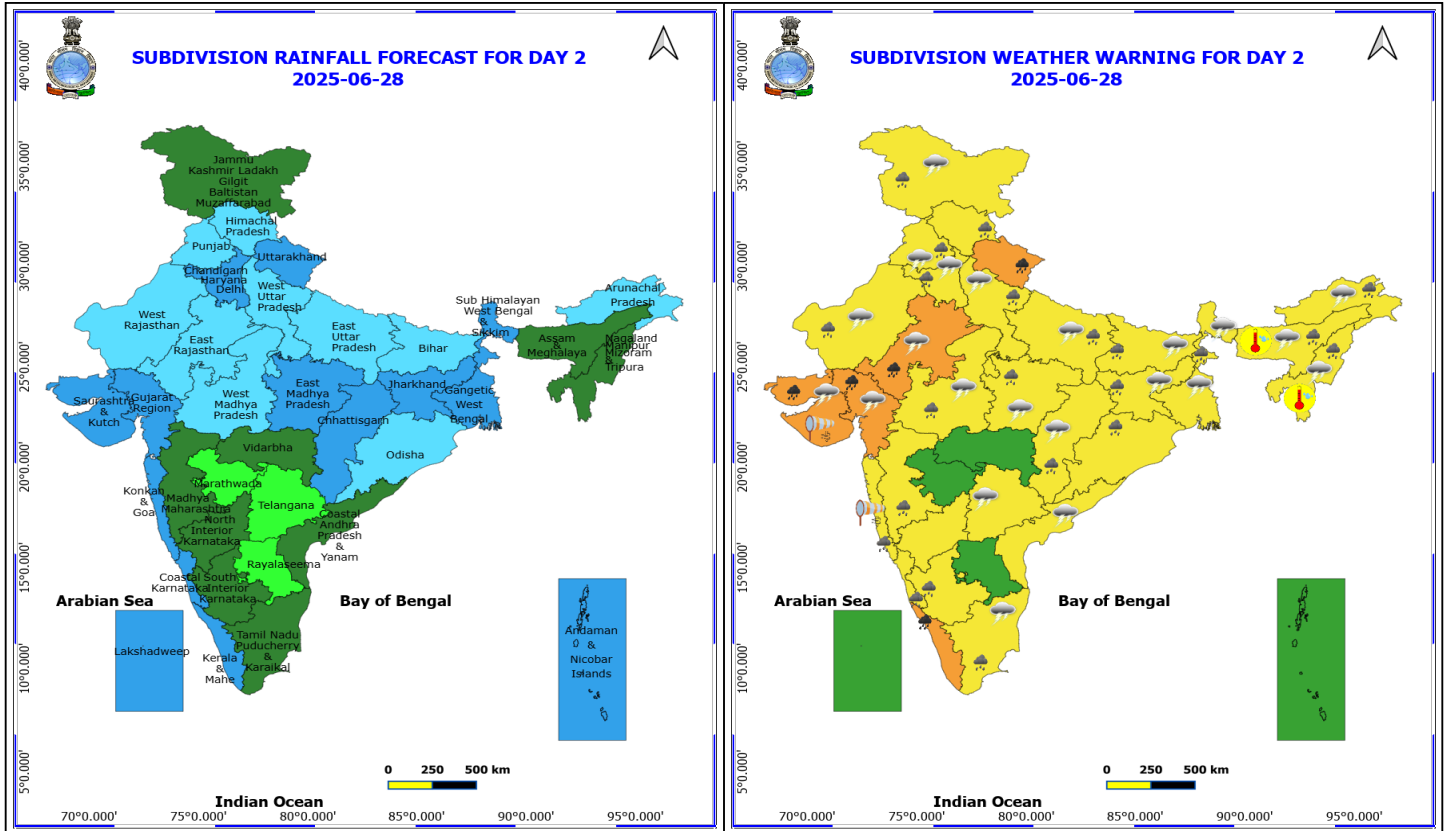 SUBDIVISION RAINFALL FORECAST FOR DAY 2
2025-06-28
40°0.000'
35°0.000'
30°0.000'
25°0.000'
20°0.000'
15°0.000'
10°0.000'
5°0.000'
Jammu
Kashmir Ladakh
Gilgit
Baltistan
Muzaffarabad
Himachal
Pradesh
Punjab
Uttarakhand
Chandigarh
Haryana
Delhi
West
Uttar
Pradesh
West
Rajasthan
East
Rajasthan
East
Uttar
Pradesh
Bihar
Sub Himalayan
West Bengal
&
Sikkim
Arunachal
Pradesh
Assam
&
Meghalaya
Nagaland
Manipur
Mizoram
&
Tripura
Saurashtra
&
Kutch
Gujarat
Region
West
Madhya
Pradesh
East
Madhya
Pradesh
Jharkhand
Gangetic
West
Bengal
Chhattisgarh
Odisha
Vidarbha
Marathwada
Telangana
Konkan
&
Goa
Madhya
Maharashtra
North
Interior
Karnataka
Coastal
Andhra
Pradesh
&
Yanam
Rayalaseema
Coastal
Karnataka
South
Interior
Karnataka
Tamil Nadu
Puducherry
&
Karaikal
Kerala
&
Mahe
Arabian Sea
Bay of Bengal
Lakshadweep
Andaman
&
Nicobar
Islands
0 250 500 km
Indian Ocean
70°0.000' 75°0.000' 80°0.000' 85°0.000' 90°0.000' 95°0.000'
SUBDIVISION WEATHER WARNING FOR DAY 2
2025-06-28
40°0.000'
35°0.000'
30°0.000'
25°0.000'
20°0.000'
15°0.000'
10°0.000'
5°0.000'
Arabian Sea
Bay of Bengal
0 250 500 km
Indian Ocean
70°0.000' 75°0.000' 80°0.000' 85°0.000' 90°0.000' 95°0.000'